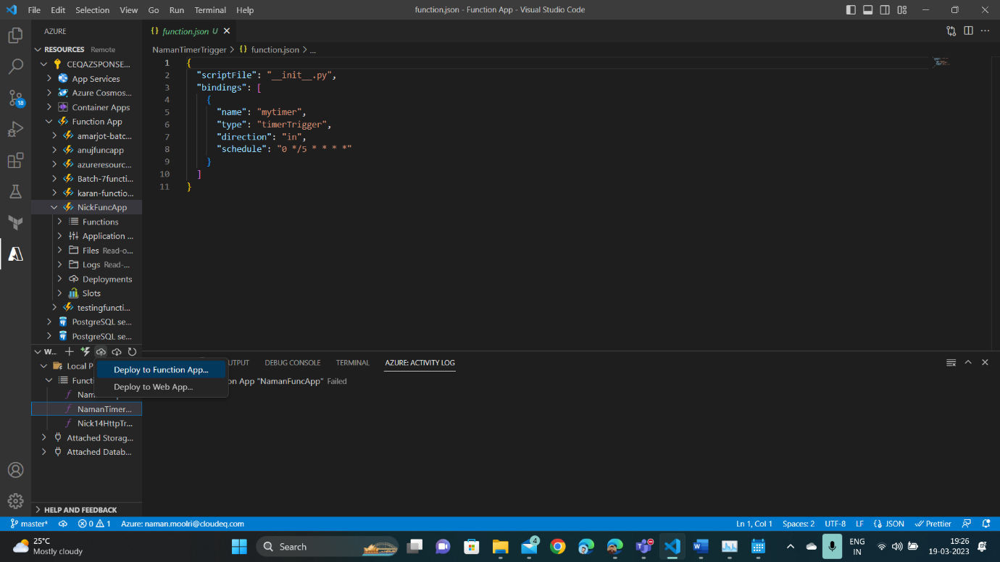 File Edit Selection View Go Run Terminal Help
function.json - Function App - Visual Studio Code
AZURE
RESOURCES Remote
CEQAZSPONSE...
App Services
Azure Cosmos...
Container Apps
Function App
amarjot-batc...
anujfuncapp
azureresourc...
Batch-7functi...
karan-functio...
NickFuncApp
Functions
Application ...
Files Read-o...
Logs Read-...
Deployments
Slots
testingfuncti...
PostgreSQL se...
PostgreSQL se...
W...
Local P
Functi
Nam
NamanTimer...
Nick14HttpTr...
Attached Storag...
Attached Datab...
HELP AND FEEDBACK
Deploy to Function App...
Deploy to Web App...
function.json U
NamanTimerTrigger > {} function.json > ...
1 {
2 "scriptFile": "__init__.py",
3 "bindings": [
4 {
5 "name": "mytimer",
6 "type": "timerTrigger",
7 "direction": "in",
8 "schedule": "0 */5 * * * *"
9 }
10 ]
11 }
UTPUT DEBUG CONSOLE TERMINAL AZURE: ACTIVITY LOG
on App "NamanFuncApp" Failed
18
master* 0 1 Azure: naman.moolri@cloudeq.com
Ln 1, Col 1 Spaces: 2 UTF-8 LF {} JSON Prettier
25°C
Mostly cloudy
Search
4
ENG
IN
19:26
19-03-2023